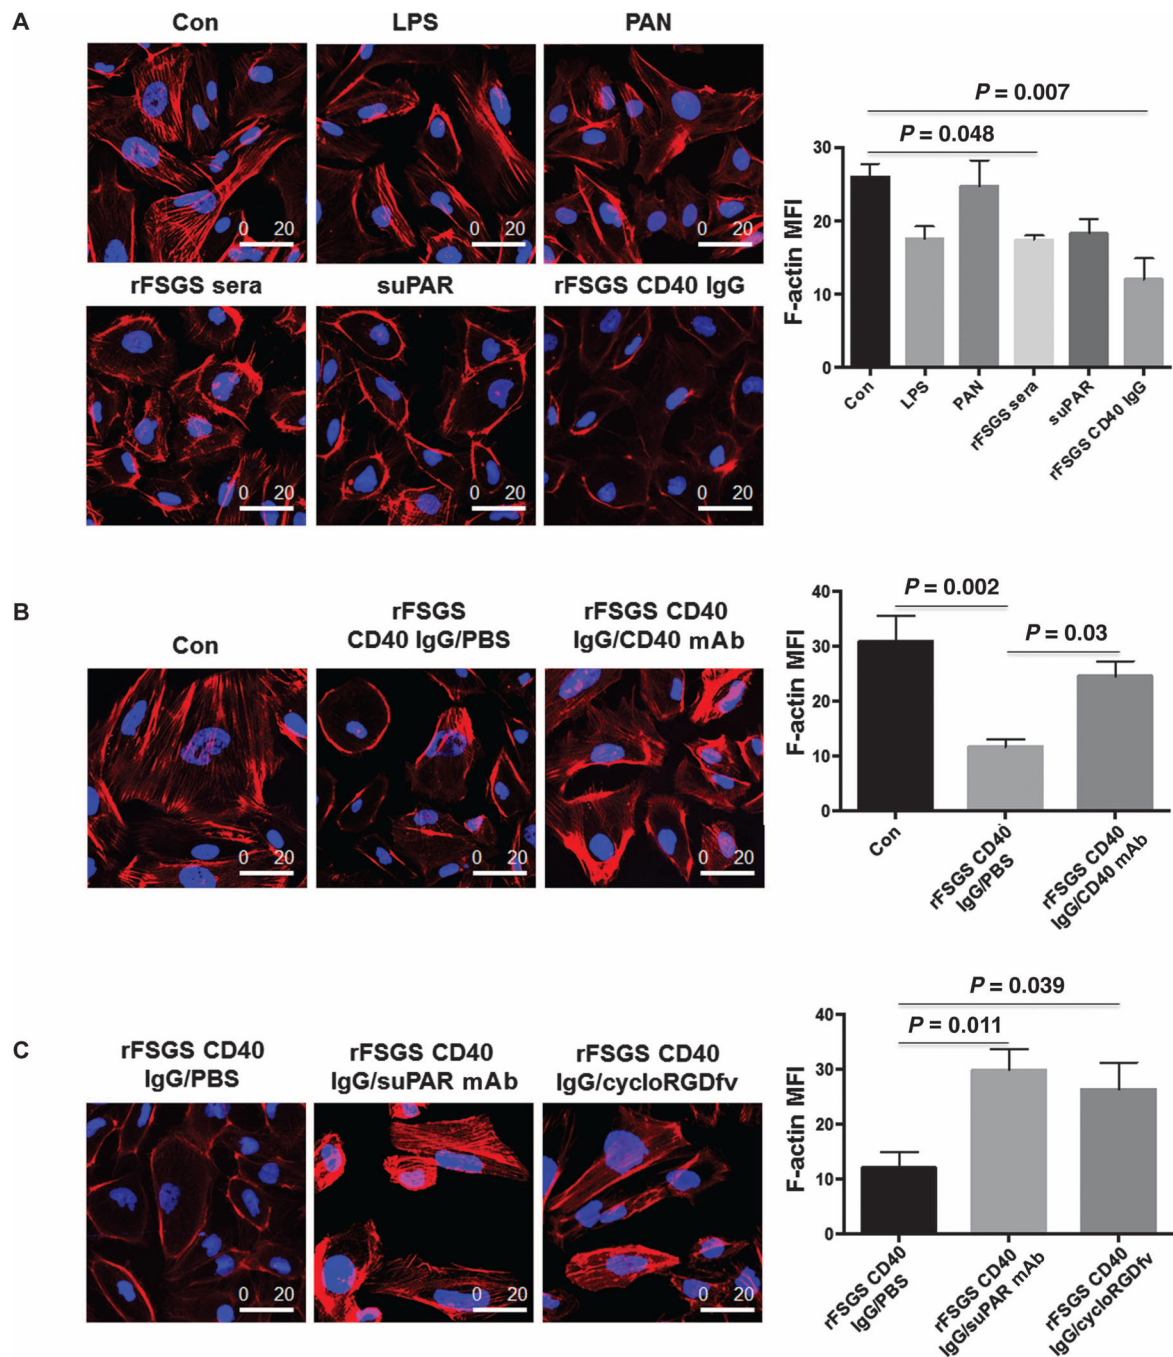 A
Con
LPS
PAN
0 20
0 20
0 20
rFSGS sera
suPAR
rFSGS CD40 IgG
0 20
0 20
0 20
P = 0.007
P = 0.048
30
20
10
0
F-actin MFI
Con
LPS
PAN
rFSGS sera
suPAR
rFSGS CD40 IgG
B
Con
rFSGS
CD40 IgG/PBS
rFSGS CD40
IgG/CD40 mAb
0 20
0 20
0 20
P = 0.002
P = 0.03
40
30
20
10
0
F-actin MFI
Con
rFSGS CD40
IgG/PBS
rFSGS CD40
IgG/CD40 mAb
C
rFSGS CD40
IgG/PBS
rFSGS CD40
IgG/suPAR mAb
rFSGS CD40
IgG/cycloRGDfv
0 20
0 20
0 20
P = 0.039
P = 0.011
40
30
20
10
0
F-actin MFI
rFSGS CD40
IgG/PBS
rFSGS CD40
IgG/suPAR mAb
rFSGS CD40
IgG/cycloRGDfv